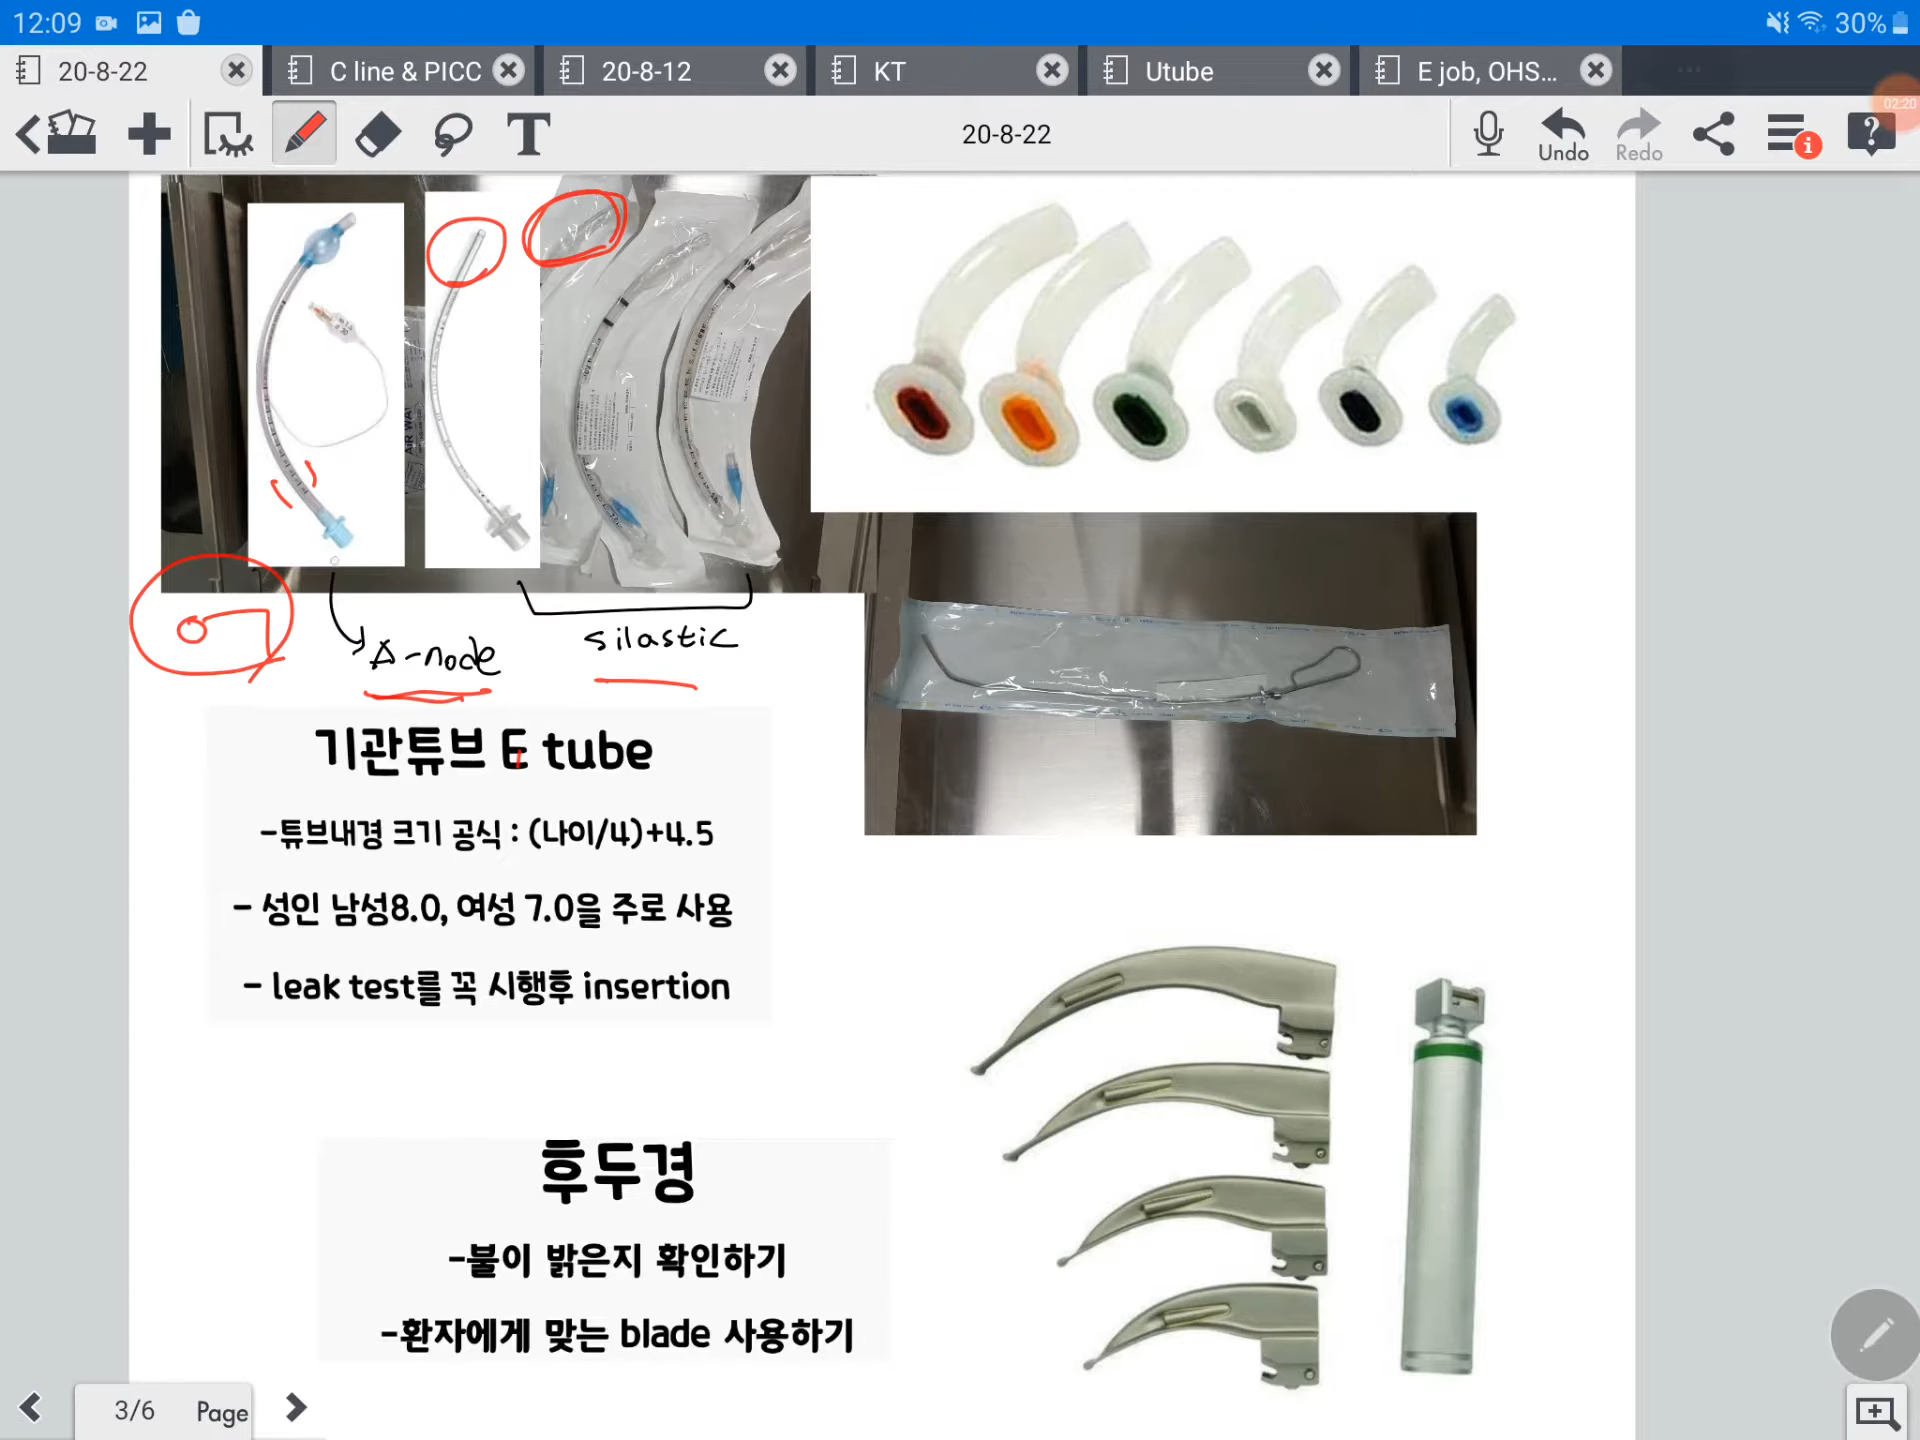 12:09
30%
20-8-22
C line & PICC
20-8-12
KT
Utube
E job, OHS...
02:20
T
20-8-22
Undo
Redo
AIR WAY
A-node
silastic
기관튜브 E tube
-튜브내경 크기 공식 : (나이/4)+4.5
- 성인 남성8.0, 여성 7.0을 주로 사용
- leak test를 꼭 시행후 insertion
후두경
-불이 밝은지 확인하기
-환자에게 맞는 blade 사용하기
3/6
Page